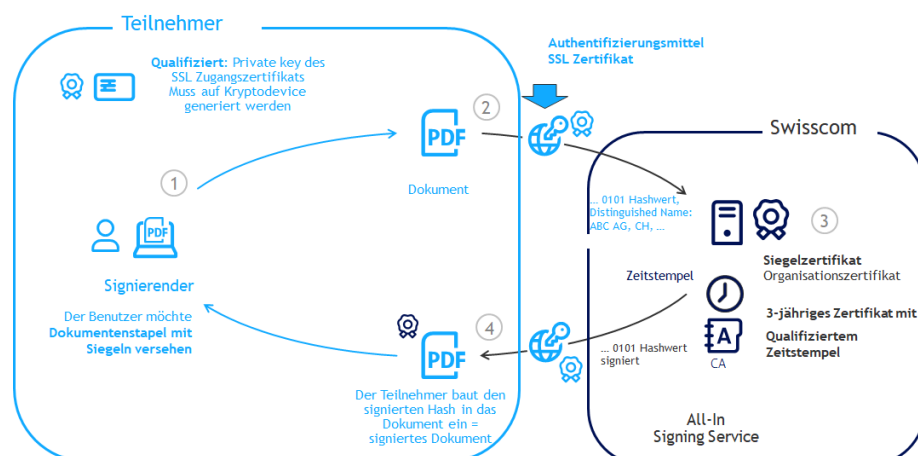 Teilnehmer
Qualifiziert: Private key des
SSL Zugangszertifikats
Muss auf Kryptodevice
generiert werden
Authentifizierungsmittel
SSL Zertifikat
2
PDF
Dokument
1
PDF
Signierender
Der Benutzer möchte
Dokumentenstapel mit
Siegeln versehen
4
PDF
Der Teilnehmer baut den
signierten Hash in das
Dokument ein =
signiertes Dokument
Swisscom
... 0101 Hashwert,
Distinguished Name:
ABC AG, CH, ...
3
Siegelzertifikat
Organisationszertifikat
Zeitstempel
3-jähriges Zertifikat mit
Qualifiziertem
Zeitstempel
A
CA
... 0101 Hashwert
signiert
All-In
Signing Service